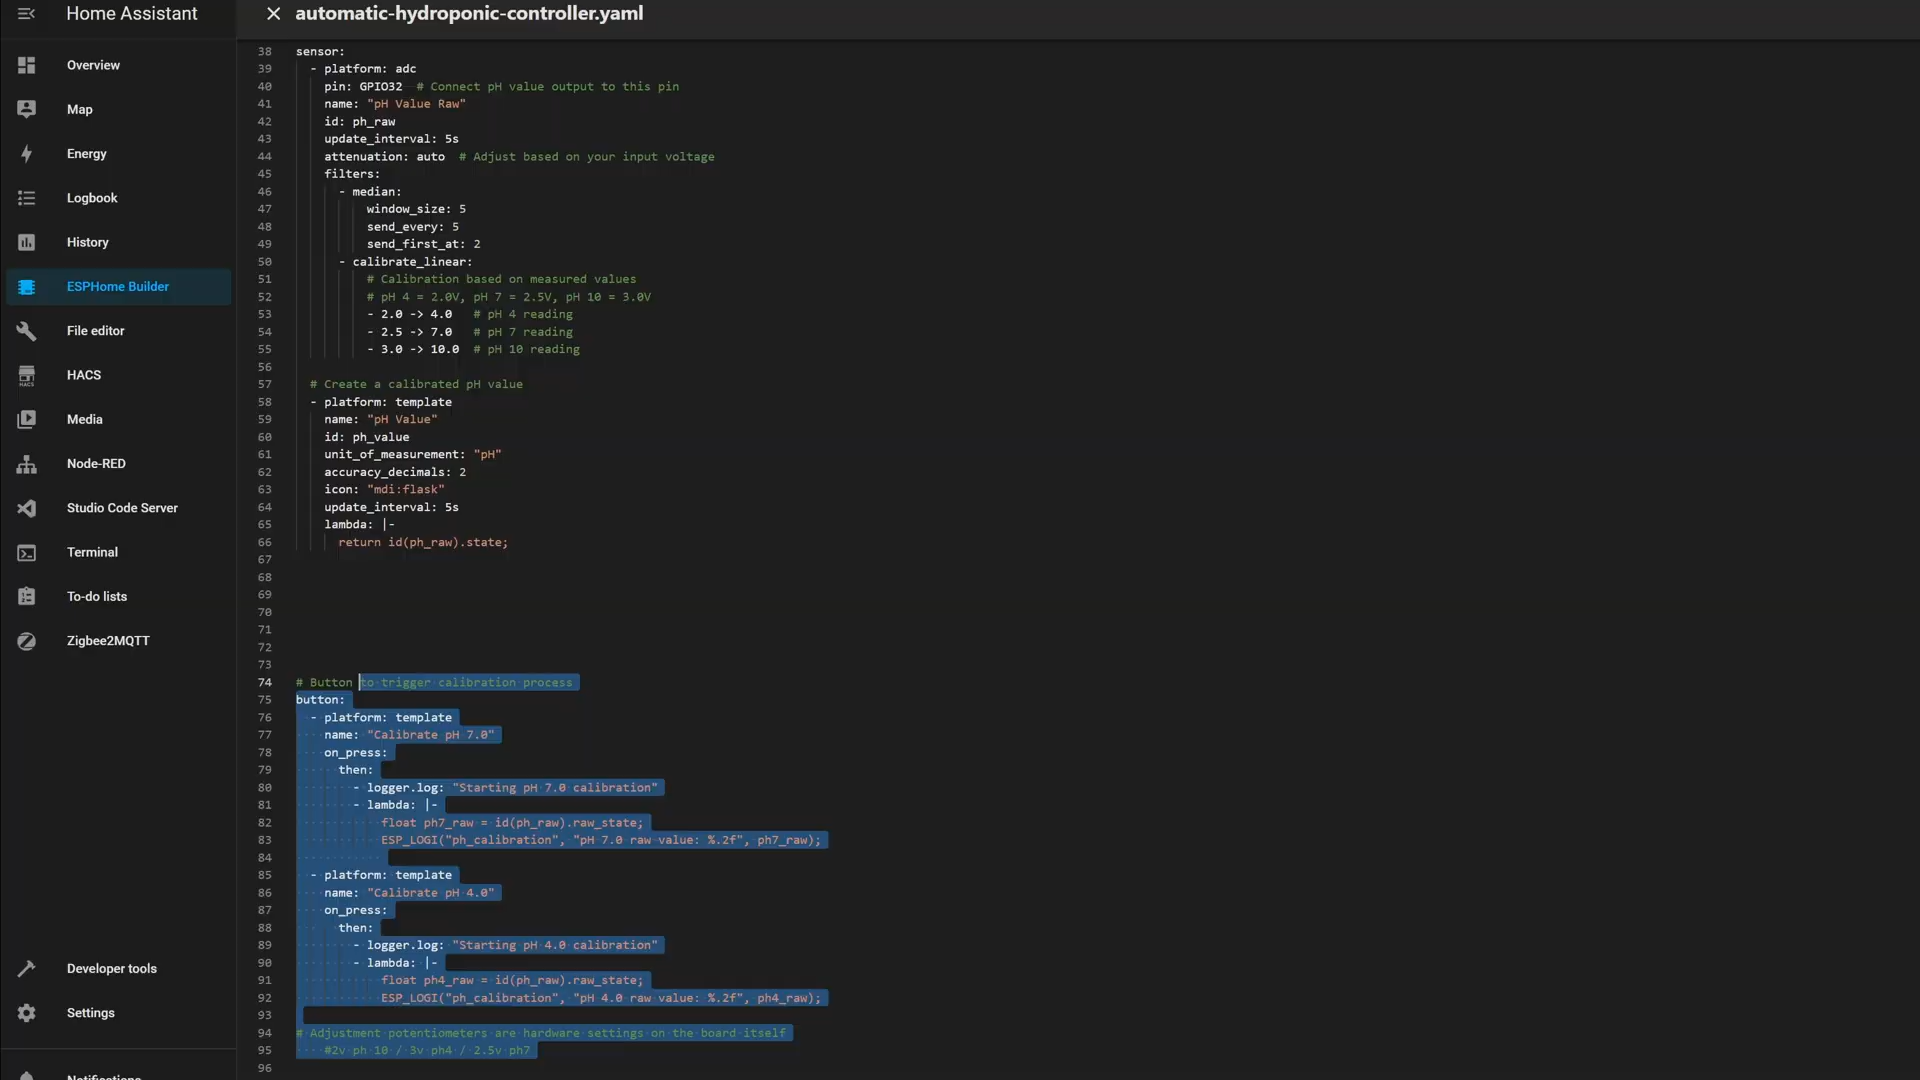 Home Assistant
automatic-hydroponic-controller.yaml
Overview
Map
Energy
Logbook
History
ESPHome Builder
File editor
HACS
HACS
Media
Node-RED
Studio Code Server
Terminal
To-do lists
Zigbee2MQTT
Developer tools
Settings
Notifications
38 sensor:
39 - platform: adc
40 pin: GPIO32 # Connect pH value output to this pin
41 name: "pH Value Raw"
42 id: ph_raw
43 update_interval: 5s
44 attenuation: auto # Adjust based on your input voltage
45 filters:
46 - median:
47 window_size: 5
48 send_every: 5
49 send_first_at: 2
50 - calibrate_linear:
51 # Calibration based on measured values
52 # pH 4 = 2.0V, pH 7 = 2.5V, pH 10 = 3.0V
53 - 2.0 -> 4.0 # pH 4 reading
54 - 2.5 -> 7.0 # pH 7 reading
55 - 3.0 -> 10.0 # pH 10 reading
56
57 # Create a calibrated pH value
58 - platform: template
59 name: "pH Value"
60 id: ph_value
61 unit_of_measurement: "pH"
62 accuracy_decimals: 2
63 icon: "mdi:flask"
64 update_interval: 5s
65 lambda: |-
66 return id(ph_raw).state;
67
68
69
70
71
72
73
74 # Button to trigger calibration process
75 button:
76 - platform: template
77 name: "Calibrate pH 7.0"
78 on_press:
79 then:
80 - logger.log: "Starting pH 7.0 calibration"
81 - lambda: |-
82 float ph7_raw = id(ph_raw).raw_state;
83 ESP_LOGI("ph_calibration", "pH 7.0 raw value: %.2f", ph7_raw);
84
85 - platform: template
86 name: "Calibrate pH 4.0"
87 on_press:
88 then:
89 - logger.log: "Starting pH 4.0 calibration"
90 - lambda: |-
91 float ph4_raw = id(ph_raw).raw_state;
92 ESP_LOGI("ph_calibration", "pH 4.0 raw value: %.2f", ph4_raw);
93
94 # Adjustment potentiometers are hardware settings on the board itself
95 #2v ph 10 / 3v ph4 / 2.5v ph7
96